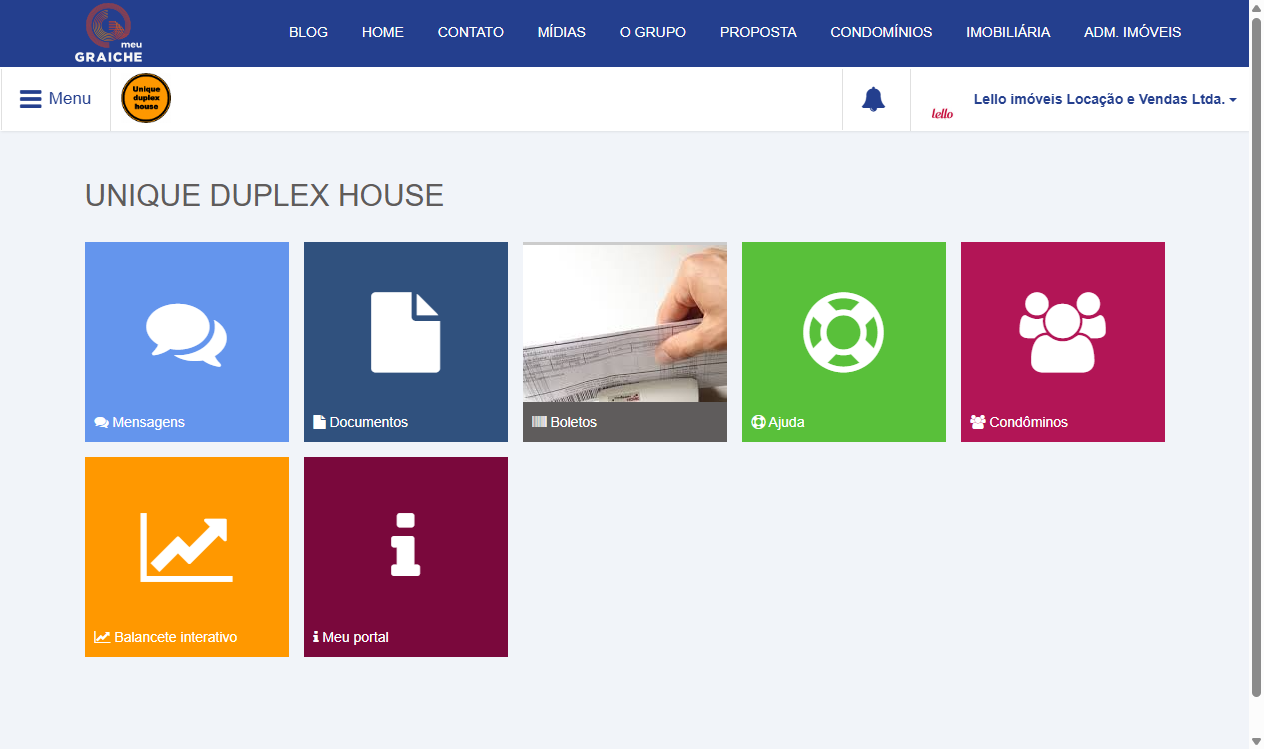 meu
GRAICHE
BLOG
HOME
CONTATO
MÍDIAS
O GRUPO
PROPOSTA
CONDOMÍNIOS
IMOBILIÁRIA
ADM. IMÓVEIS
Menu
Unique
duplex
house
lello
Lello imóveis Locação e Vendas Ltda.
UNIQUE DUPLEX HOUSE
Mensagens
Documentos
Boletos
Ajuda
Condôminos
Balancete interativo
Meu portal